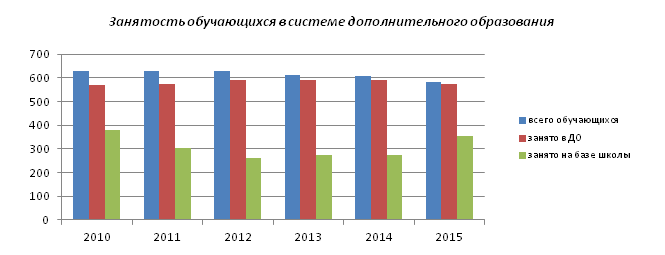 Занятость обучающихся в системе дополнительного образования
700
600
500
400
300
200
100
0
2010 2011 2012 2013 2014 2015
всего обучающихся
занято в ДО
занято на базе школы